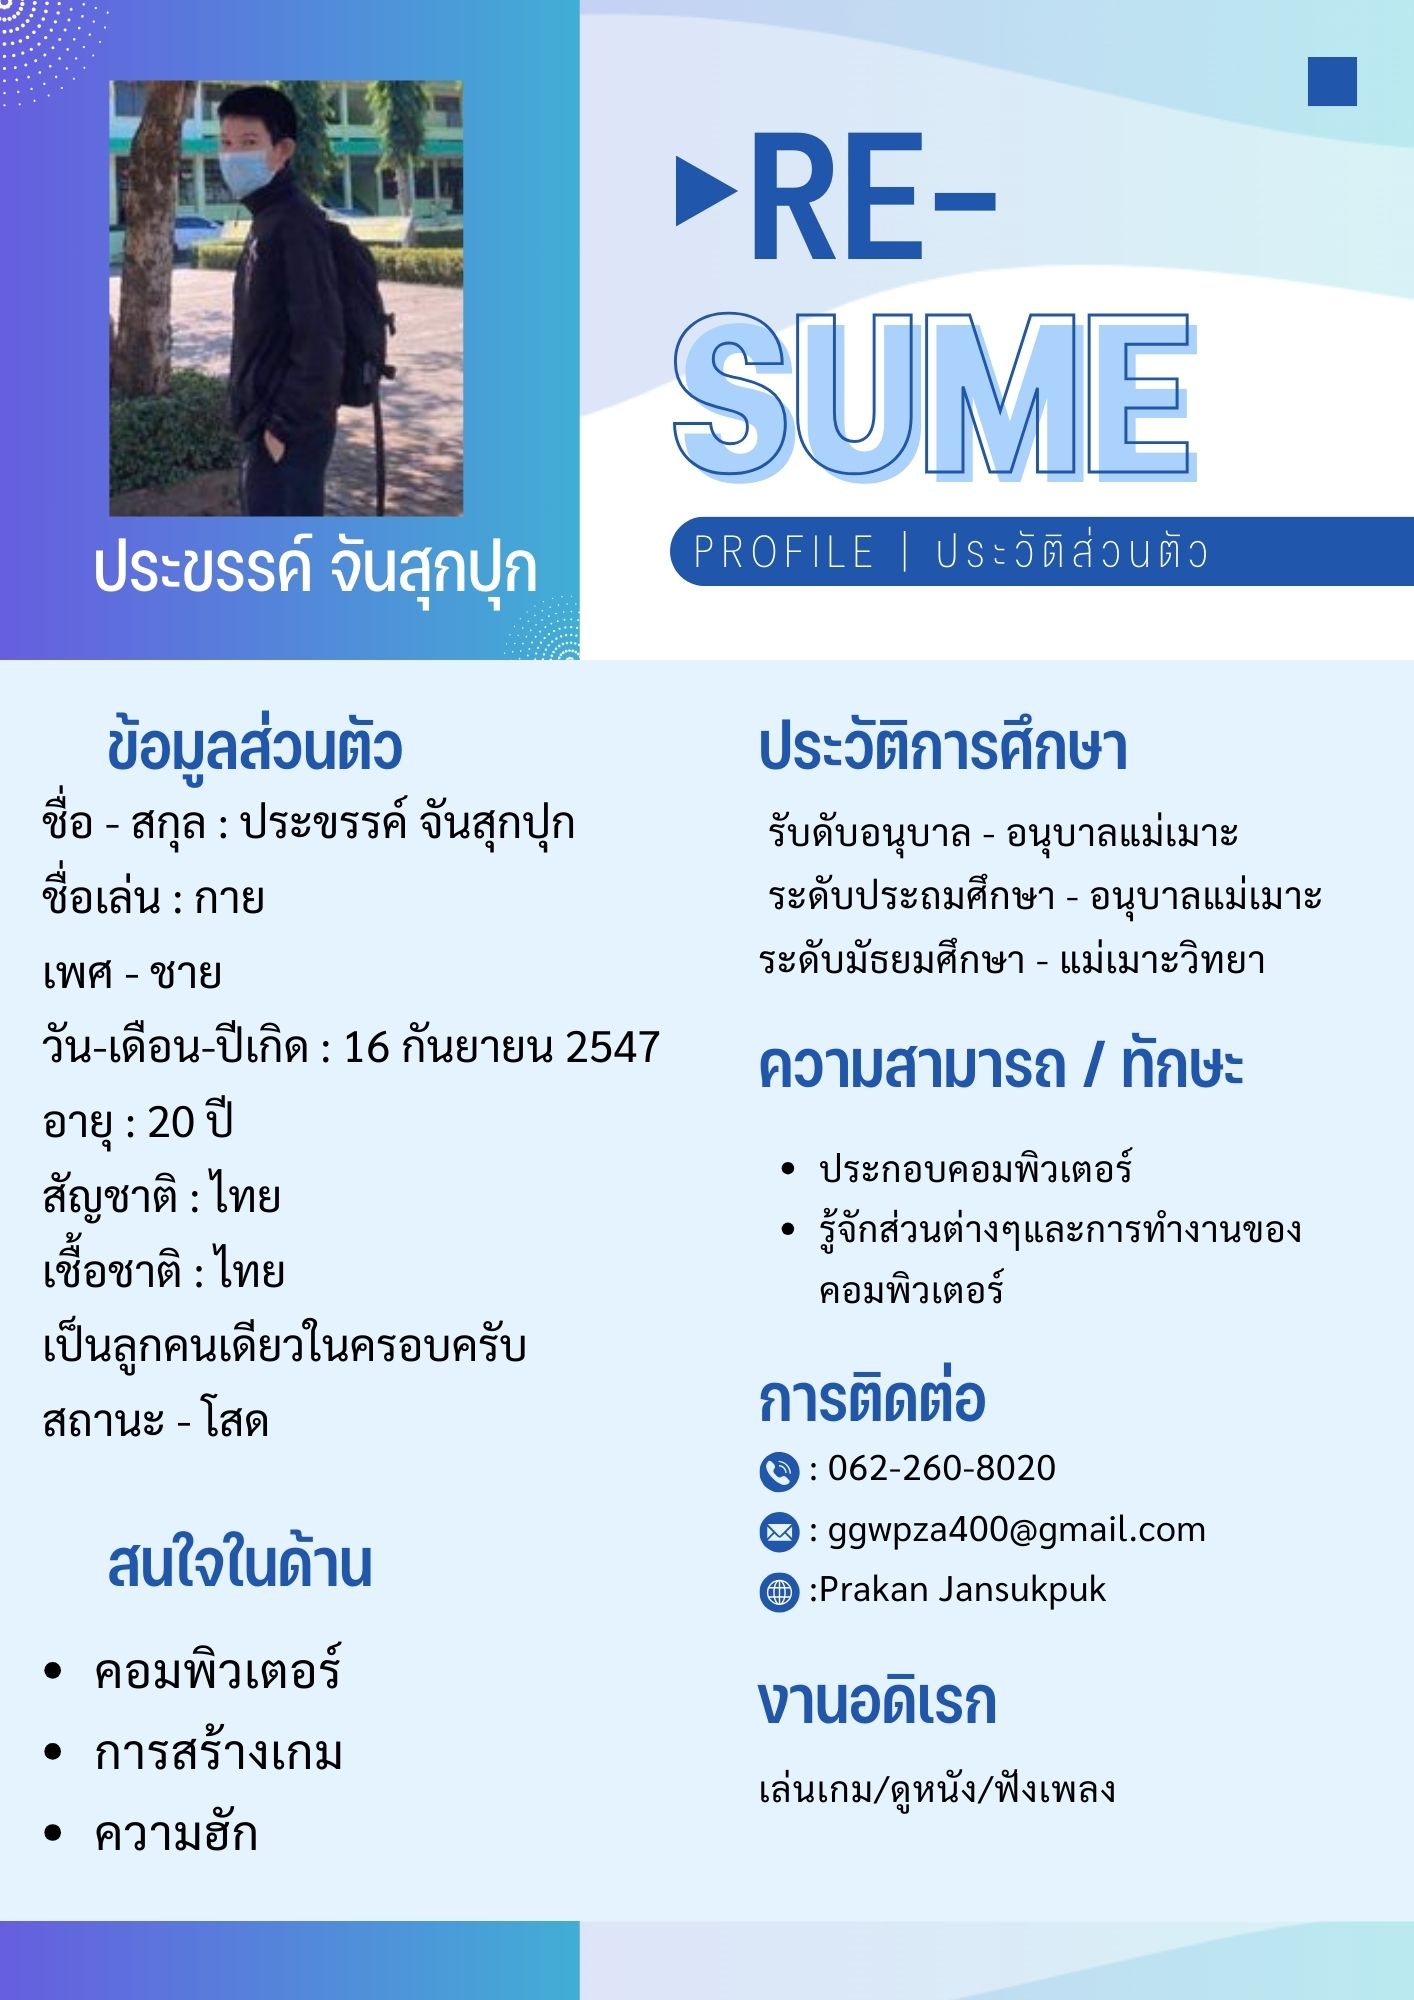 RE-
SUME
PROFILE | ประวัติส่วนตัว
ประขรรค์ จันสุกปุก
ข้อมูลส่วนตัว
ชื่อ - สกุล : ประขรรค์ จันสุกปุก
ชื่อเล่น : กาย
เพศ - ชาย
วัน-เดือน-ปีเกิด : 16 กันยายน 2547
อายุ : 20 ปี
สัญชาติ : ไทย
เชื้อชาติ : ไทย
เป็นลูกคนเดียวในครอบครับ
สถานะ - โสด
สนใจในด้าน
• คอมพิวเตอร์
• การสร้างเกม
• ความฮัก
ประวัติการศึกษา
รับดับอนุบาล - อนุบาลแม่เมาะ
ระดับประถมศึกษา - อนุบาลแม่เมาะ
ระดับมัธยมศึกษา - แม่เมาะวิทยา
ความสามารถ / ทักษะ
• ประกอบคอมพิวเตอร์
• รู้จักส่วนต่างๆและการทำงานของ
คอมพิวเตอร์
การติดต่อ
: 062-260-8020
: ggwpza400@gmail.com
:Prakan Jansukpuk
งานอดิเรก
เล่นเกม/ดูหนัง/ฟังเพลง